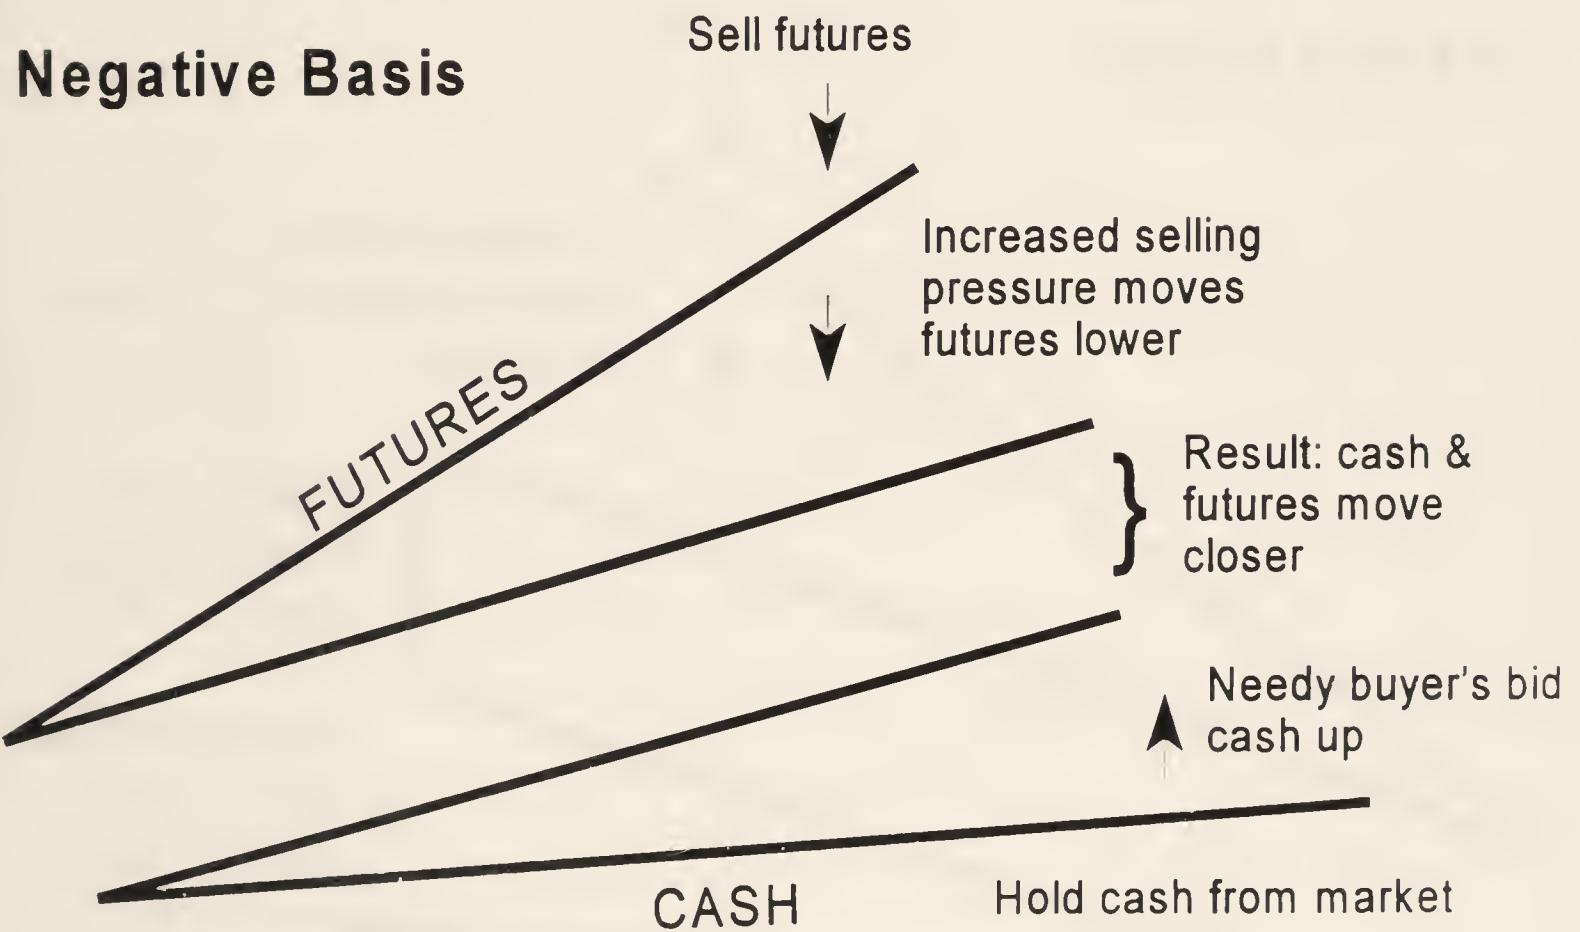 Negative Basis
Sell futures
Increased selling
pressure moves
futures lower
FUTURES
Result: cash &
futures move
closer
Needy buyer's bid
cash up
CASH
Hold cash from market